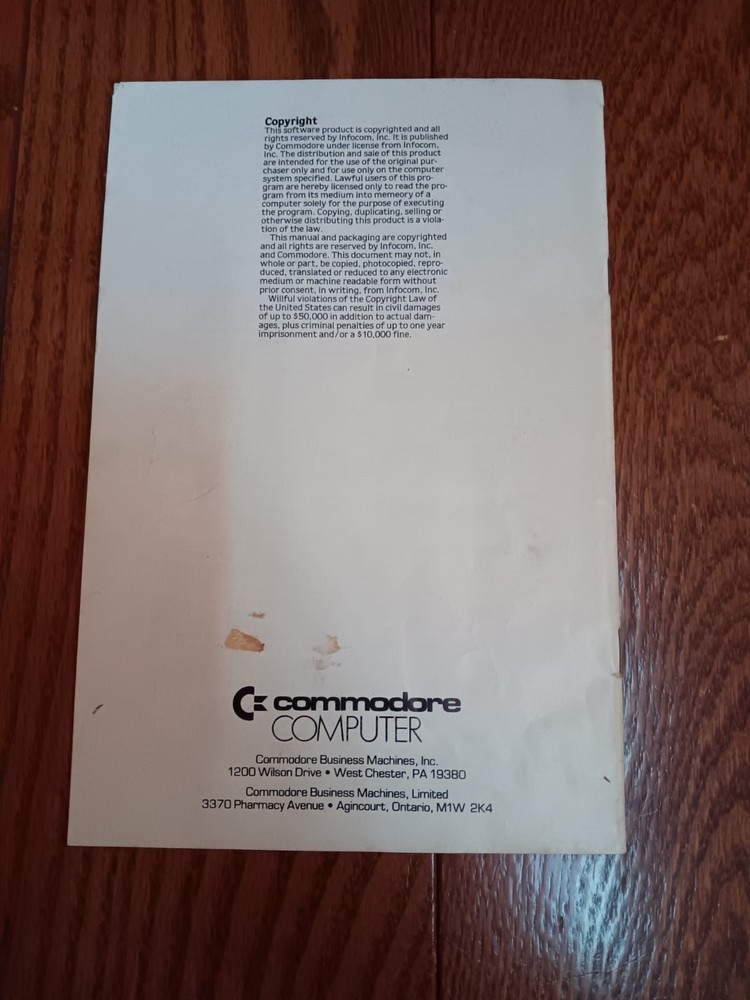 Copyright
This software product is copyrighted and all
rights reserved by Infocom, Inc. It is published
by Commodore under license from Infocom,
Inc. The distribution and sale of this product
are intended for the use of the original pur-
chaser only and for use only on the computer
system specified. Lawful users of this pro-
gram are hereby licensed only to read the pro-
gram from its medium into memeory of a
computer solely for the purpose of executing
the program. Copying, duplicating, selling or
otherwise distributing this product is a viola-
tion of the law.
This manual and packaging are copyrighted
and all rights are reserved by Infocom, Inc.
and Commodore. This document may not, in
whole or part, be copied, photocopied, repro-
duced, translated or reduced to any electronic
medium or machine readable form without
prior consent, in writing, from Infocom, Inc.
Willful violations of the Copyright Law of
the United States can result in civil damages
of up to $50,000 in addition to actual dam-
ages, plus criminal penalties of up to one year
imprisonment and/or a $10,000 fine.
commodore
COMPUTER
Commodore Business Machines, Inc.
1200 Wilson Drive • West Chester, PA 19380
Commodore Business Machines, Limited
3370 Pharmacy Avenue • Agincourt, Ontario, M1W 2K4